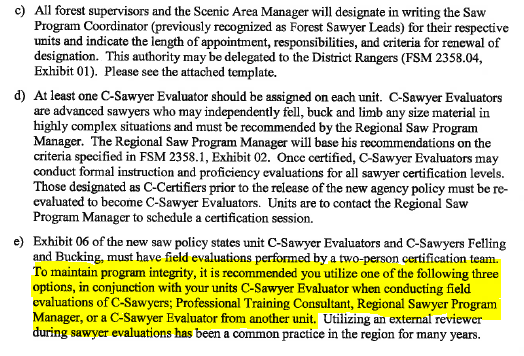 c) All forest supervisors and the Scenic Area Manager will designate in writing the Saw
Program Coordinator (previously recognized as Forest Sawyer Leads) for their respective
units and indicate the length of appointment, responsibilities, and criteria for renewal of
designation. This authority may be delegated to the District Rangers (FSM 2358.04,
Exhibit 01). Please see the attached template.
d) At least one C-Sawyer Evaluator should be assigned on each unit. C-Sawyer Evaluators
are advanced sawyers who may independently fell, buck and limb any size material in
highly complex situations and must be recommended by the Regional Saw Program
Manager. The Regional Saw Program Manager will base his recommendations on the
criteria specified in FSM 2358.1, Exhibit 02. Once certified, C-Sawyer Evaluators may
conduct formal instruction and proficiency evaluations for all sawyer certification levels.
Those designated as C-Certifiers prior to the release of the new agency policy must be re-
evaluated to become C-Sawyer Evaluators. Units are to contact the Regional Saw
Program Manager to schedule a certification session.
e) Exhibit 06 of the new saw policy states unit C-Sawyer Evaluators and C-Sawyers Felling
and Bucking, must have field evaluations performed by a two-person certification team.
To maintain program integrity, it is recommended you utilize one of the following three
options, in conjunction with your units C-Sawyer Evaluator when conducting field
evaluations of C-Sawyers; Professional Training Consultant, Regional Sawyer Program
Manager, or a C-Sawyer Evaluator from another unit. Utilizing an external reviewer
during sawyer evaluations has been a common practice in the region for many years.